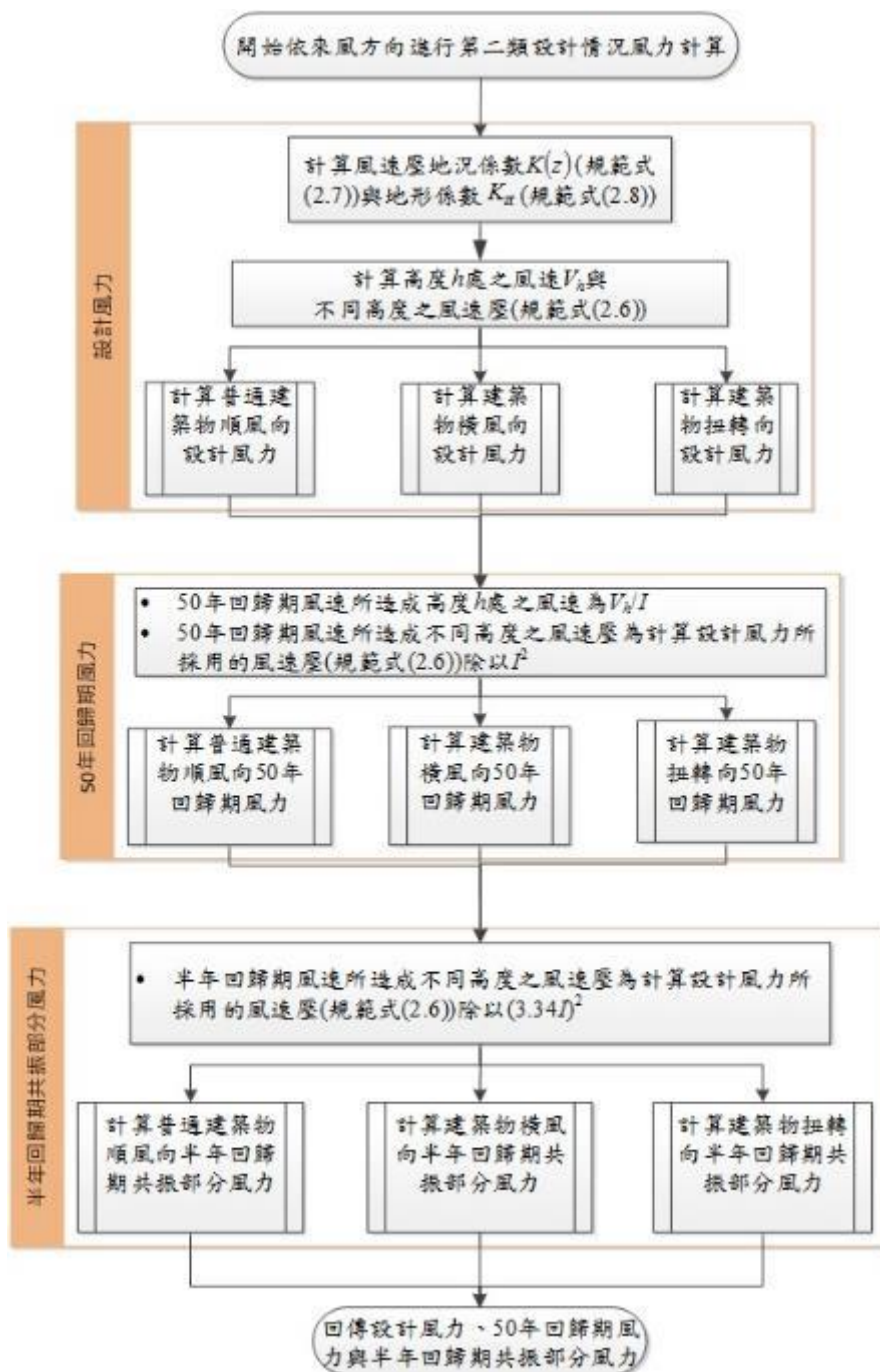 開始依來風方向進行第二類設計情況風力計算
設計風力
計算風速壓地況係數K(z)(規範式
(2.7))與地形係數 Kzt (規範式(2.8))
計算高度h處之風速Vh與
不同高度之風速壓(規範式(2.6))
計算普通建
築物順風向
設計風力
計算建築
物橫風向
設計風力
計算建築
物扭轉向
設計風力
50年回歸期風力
• 50年回歸期風速所造成高度h處之風速為Vh/I
• 50年回歸期風速所造成不同高度之風速壓為計算設計風力所
採用的風速壓(規範式(2.6))除以I²
計算普通建築
物順風向50年
回歸期風力
計算建築物
橫風向50年
回歸期風力
計算建築物
扭轉向50年
回歸期風力
半年回歸期共振部分風力
• 半年回歸期風速所造成不同高度之風速壓為計算設計風力所
採用的風速壓(規範式(2.6))除以(3.34I)²
計算普通建築物
順風向半年回歸
期共振部分風力
計算建築物橫風
向半年回歸期共
振部分風力
計算建築物扭轉
向半年回歸期共
振部分風力
回傳設計風力、50年回歸期風
力與半年回歸期共振部分風力